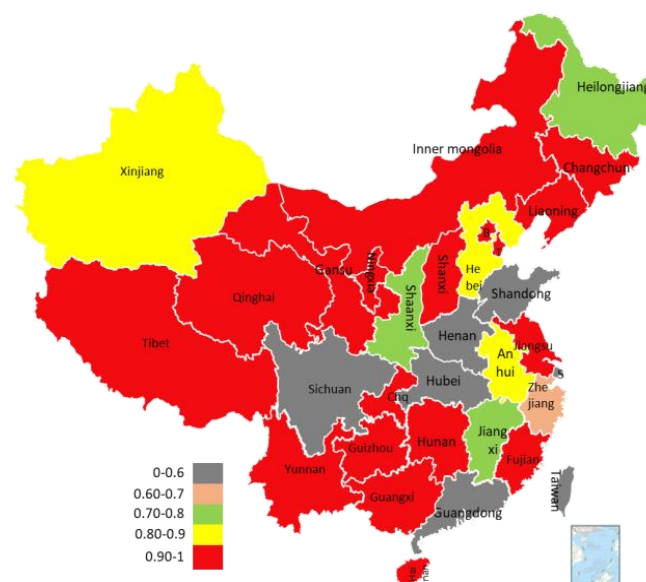 Heilongjiang
Inner mongolia
Changchun
Xinjiang
Liaoning
B
T
He
bei
Shanxi
Ningxia
Gansu
Shaanxi
Qinghai
Shandong
Henan
Jiangsu
Tibet
An
hui
S
Sichuan
Hubei
Chq
Zhe
jiang
Jiang
xi
Hunan
Guizhou
Fujian
Yunnan
Guangxi
Guangdong
Taiwan
Hai
nan
0-0.6
0.60-0.7
0.70-0.8
0.80-0.9
0.90-1